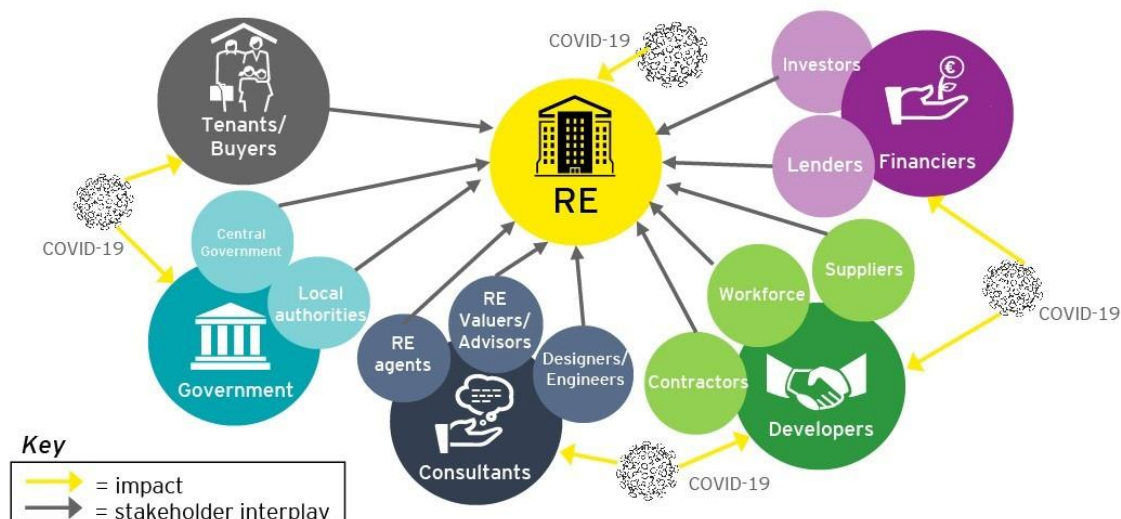 COVID-19
Tenants/
Buyers
RE
Investors
Lenders
Financiers
COVID-19
Central
Government
Local
authorities
Government
RE
agents
RE
Valuers/
Advisors
Designers/
Engineers
Consultants
Contractors
Workforce
Suppliers
Developers
COVID-19
COVID-19
Key
= impact
= stakeholder interplay
€